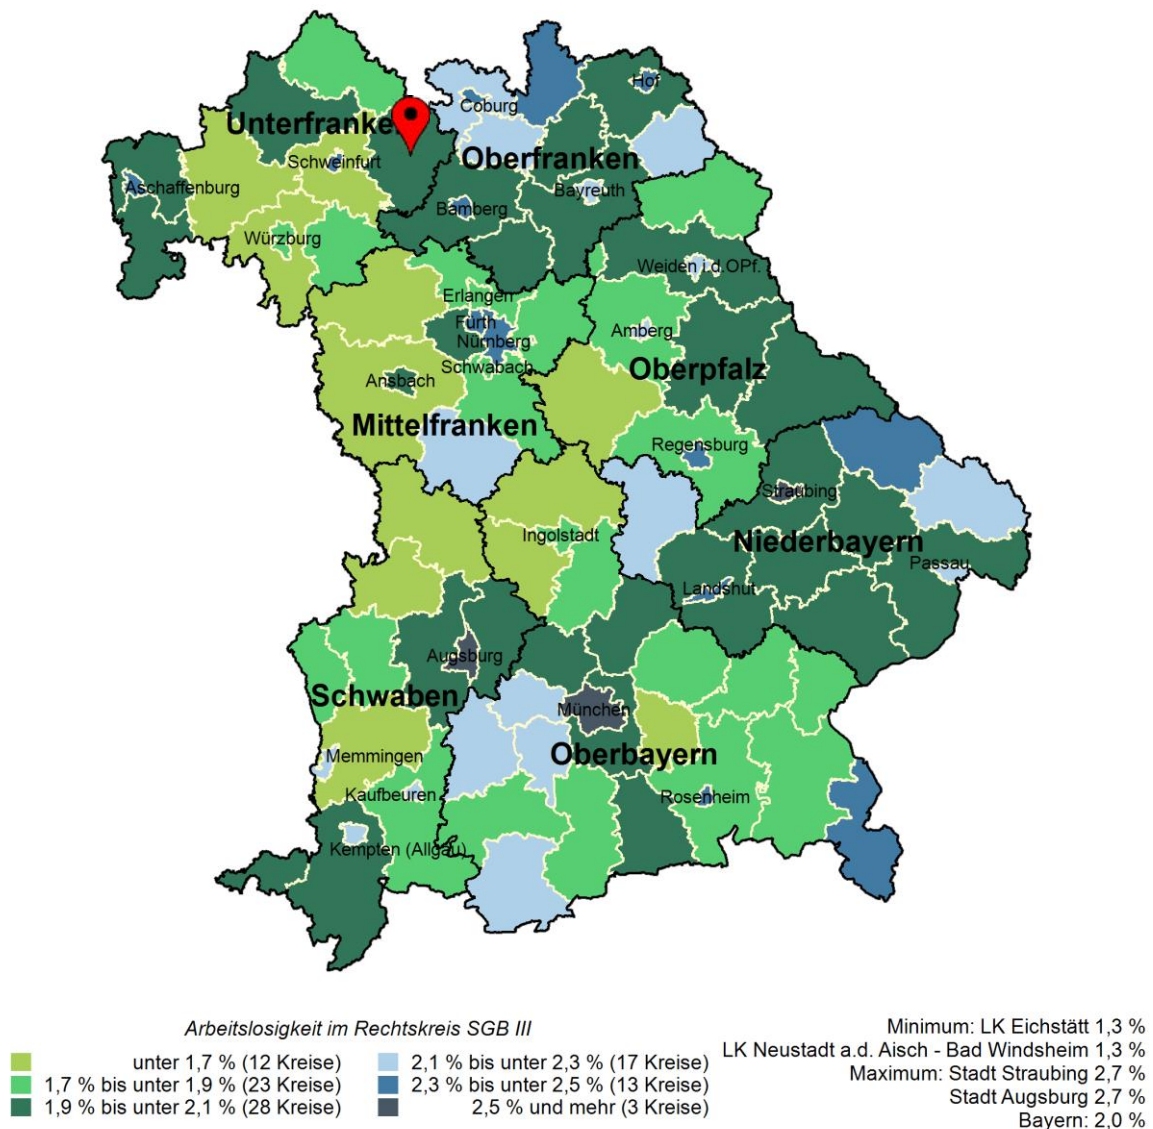 Hof
Coburg
Unterfranken
Oberfranken
Schweinfurt
Aschaffenburg
Bayreuth
Bamberg
Würzburg
Weiden i.d.OPf.
Erlangen
Fürth
Nürnberg
Amberg
Schwabach
Oberpfalz
Ansbach
Mittelfranken
Regensburg
Straubing
Ingolstadt
Niederbayern
Passau
Landshut
Augsburg
Schwaben
München
Oberbayern
Memmingen
Kaufbeuren
Rosenheim
Kempten (Allgäu)
Arbeitslosigkeit im Rechtskreis SGB III
unter 1,7 % (12 Kreise)
1,7 % bis unter 1,9 % (23 Kreise)
1,9 % bis unter 2,1 % (28 Kreise)
2,1 % bis unter 2,3 % (17 Kreise)
2,3 % bis unter 2,5 % (13 Kreise)
2,5 % und mehr (3 Kreise)
Minimum: LK Eichstätt 1,3 %
LK Neustadt a.d. Aisch - Bad Windsheim 1,3 %
Maximum: Stadt Straubing 2,7 %
Stadt Augsburg 2,7 %
Bayern: 2,0 %